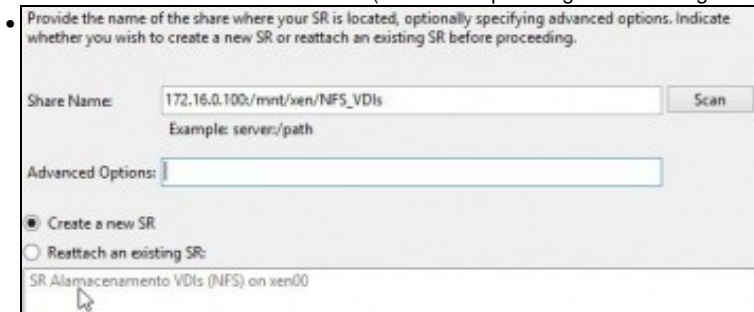 Provide the name of the share where your SR is located, optionally specifying advanced options. Indicate
whether you wish to create a new SR or reattach an existing SR before proceeding.
Share Name: 172.16.0.100:/mnt/xen/NFS_VDIs Scan
Example: server:/path
Advanced Options:
Create a new SR
Reattach an existing SR:
SR Alamacenamento VDIs (NFS) on xen00